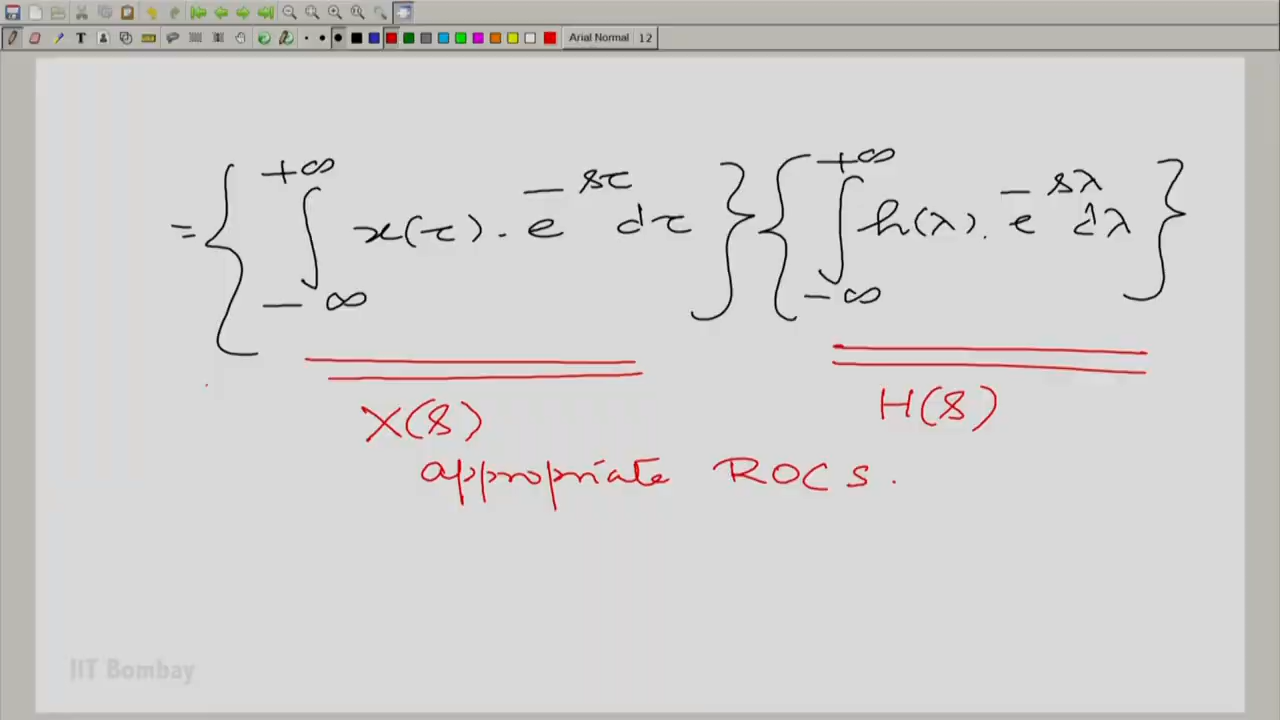 Arial Normal 12
= { ∫_{-∞}^{+∞} x(τ). e^{-sτ} dτ } { ∫_{-∞}^{+∞} h(λ). e^{-sλ} dλ }
X(s) H(s)
appropriate ROCs.
IIT Bombay